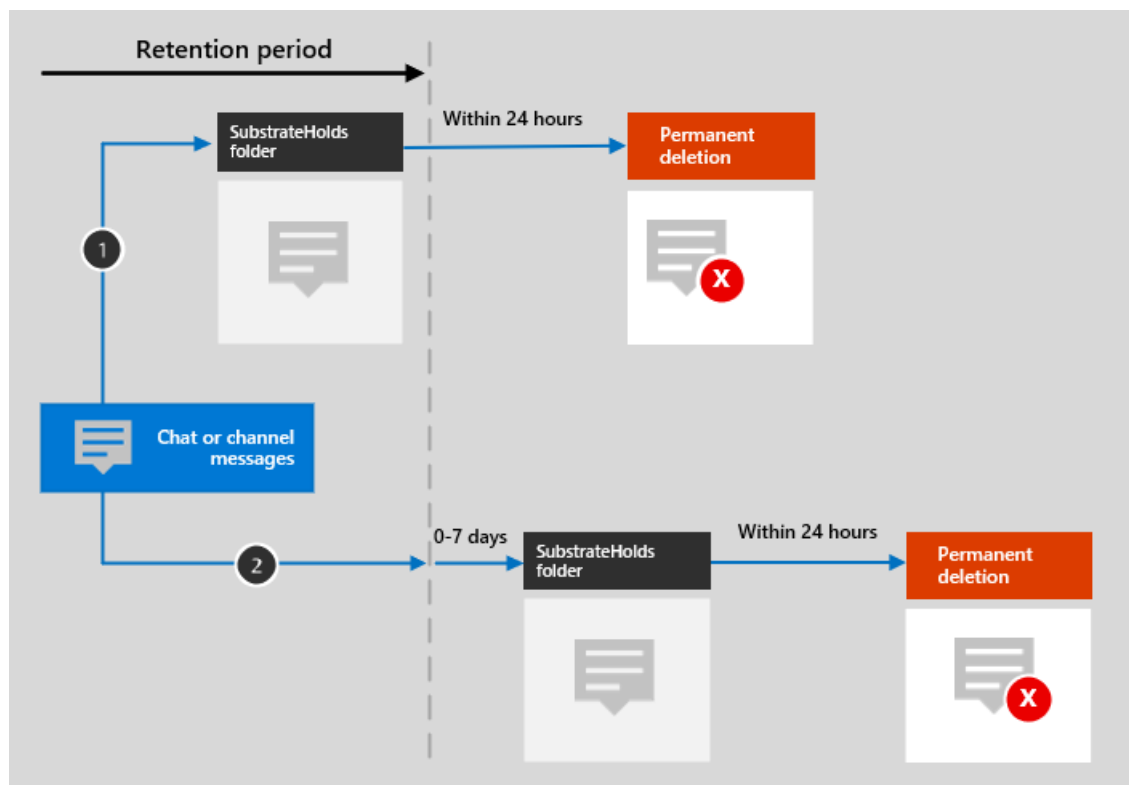 Retention period
Within 24 hours
SubstrateHolds
folder
Permanent
deletion
X
1
Chat or channel
messages
2
0-7 days
SubstrateHolds
folder
Within 24 hours
Permanent
deletion
X